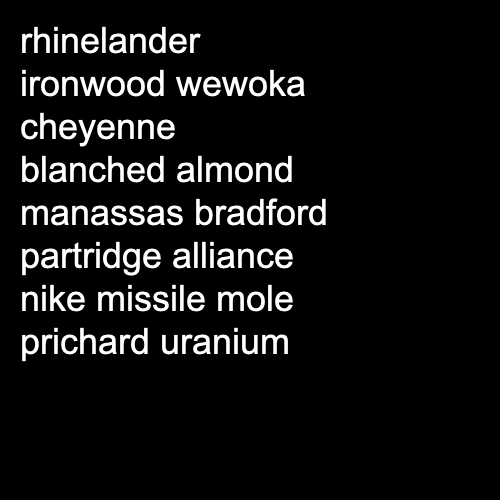 rhinelander
ironwood wewoka
cheyenne
blanched almond
manassas bradford
partridge alliance
nike missile mole
prichard uranium